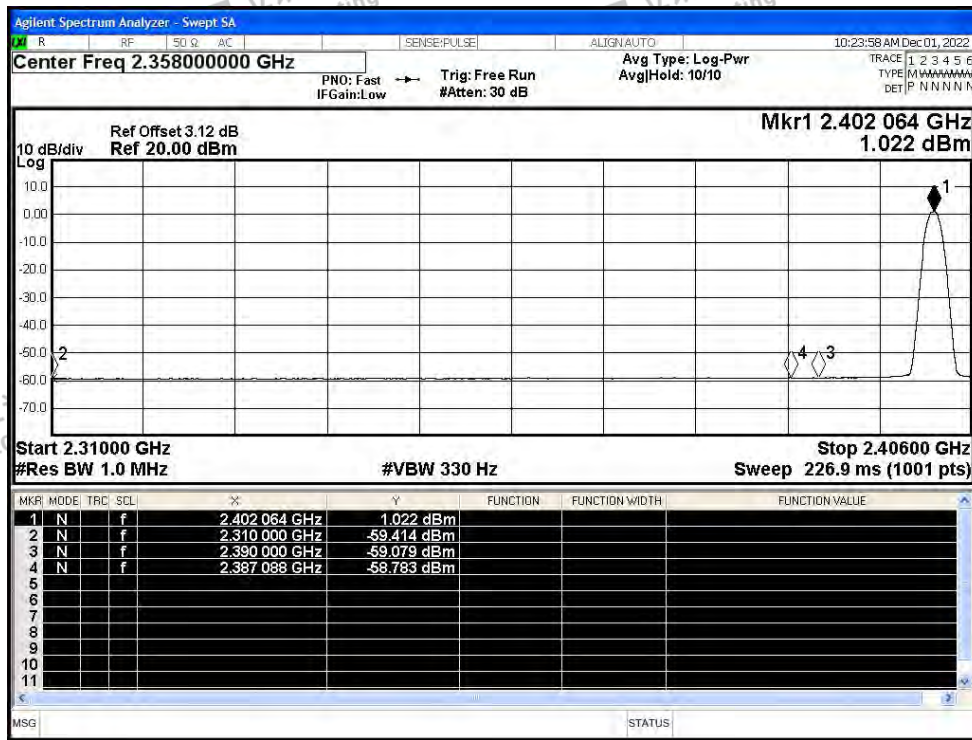 Agilent Spectrum Analyzer - Swept SA
R RF 50 Ω AC SENSE:PULSE ALIGNAUTO 10:23:58 AM Dec 01, 2022
Center Freq 2.358000000 GHz
PNO: Fast
IFGain:Low
Trig: Free Run
#Atten: 30 dB
Avg Type: Log-Pwr
Avg|Hold: 10/10
TRACE 1 2 3 4 5 6
TYPE M
DET P N N N N N
Mkr1 2.402 064 GHz
1.022 dBm
Ref Offset 3.12 dB
10 dB/div Ref 20.00 dBm
Log
10.0
0.00
-10.0
-20.0
-30.0
-40.0
-50.0
-60.0
-70.0
1
2
4 3
Start 2.31000 GHz Stop 2.40600 GHz
#Res BW 1.0 MHz #VBW 330 Hz Sweep 226.9 ms (1001 pts)
MKR MODE TRC SCL X Y FUNCTION FUNCTION WIDTH FUNCTION VALUE
1 N f 2.402 064 GHz 1.022 dBm
2 N f 2.310 000 GHz -59.414 dBm
3 N f 2.390 000 GHz -59.079 dBm
4 N f 2.387 088 GHz -58.783 dBm
5
6
7
8
9
10
11
MSG STATUS